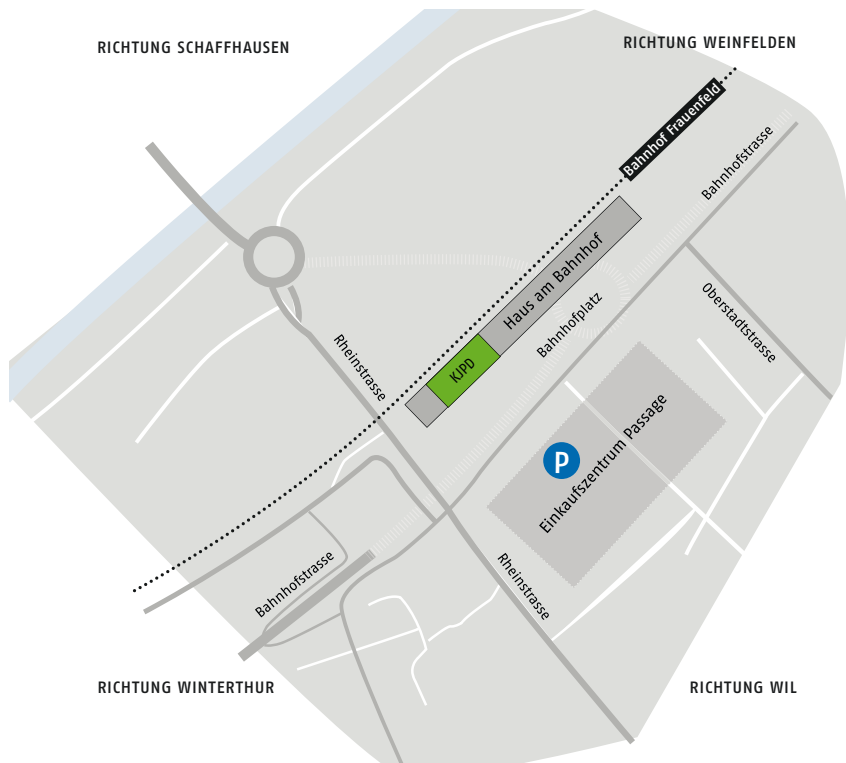 RICHTUNG SCHAFFHAUSEN
RICHTUNG WEINFELDEN
Bahnhof Frauenfeld
Bahnhofstrasse
Haus am Bahnhof
Bahnhofplatz
Oberstadtstrasse
Rheinstrasse
KJPD
P
Einkaufszentrum Passage
Bahnhofstrasse
Rheinstrasse
RICHTUNG WINTERTHUR
RICHTUNG WIL